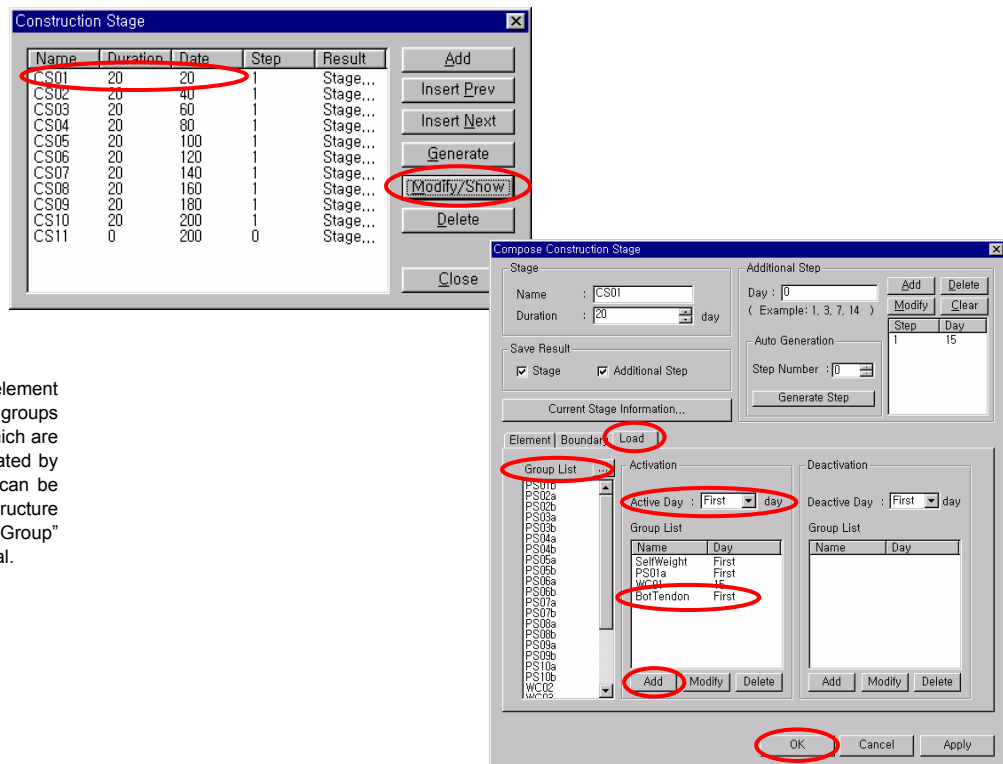 Construction Stage
Name Duration Date Step Result
CS01 20 20 1 Stage...
CS02 20 40 1 Stage...
CS03 20 60 1 Stage...
CS04 20 80 1 Stage...
CS05 20 100 1 Stage...
CS06 20 120 1 Stage...
CS07 20 140 1 Stage...
CS08 20 160 1 Stage...
CS09 20 180 1 Stage...
CS10 20 200 1 Stage...
CS11 0 200 0 Stage...
Add
Insert Prev
Insert Next
Generate
Modify/Show
Delete
Close
element
groups
ich are
ated by
can be
ructure
Group”
al.
Compose Construction Stage
Stage
Name : CS01
Duration : 20 day
Save Result
Stage Additional Step
Current Stage Information...
Additional Step
Day : 0
( Example: 1, 3, 7, 14 )
Add Delete
Modify Clear
Auto Generation
Step Number : 0
Generate Step
Step Day
1 15
Element Boundary Load
Group List ...
PS01b
PS02a
PS02b
PS03a
PS03b
PS04a
PS04b
PS05a
PS05b
PS06a
PS06b
PS07a
PS07b
PS08a
PS08b
PS09a
PS09b
PS10a
PS10b
WC02
WC03
Activation
Active Day : First day
Group List
Name Day
SelfWeight First
PS01a First
WC01 15
BotTendon First
Add Modify Delete
Deactivation
Deactive Day : First day
Group List
Name Day
Add Modify Delete
OK Cancel Apply